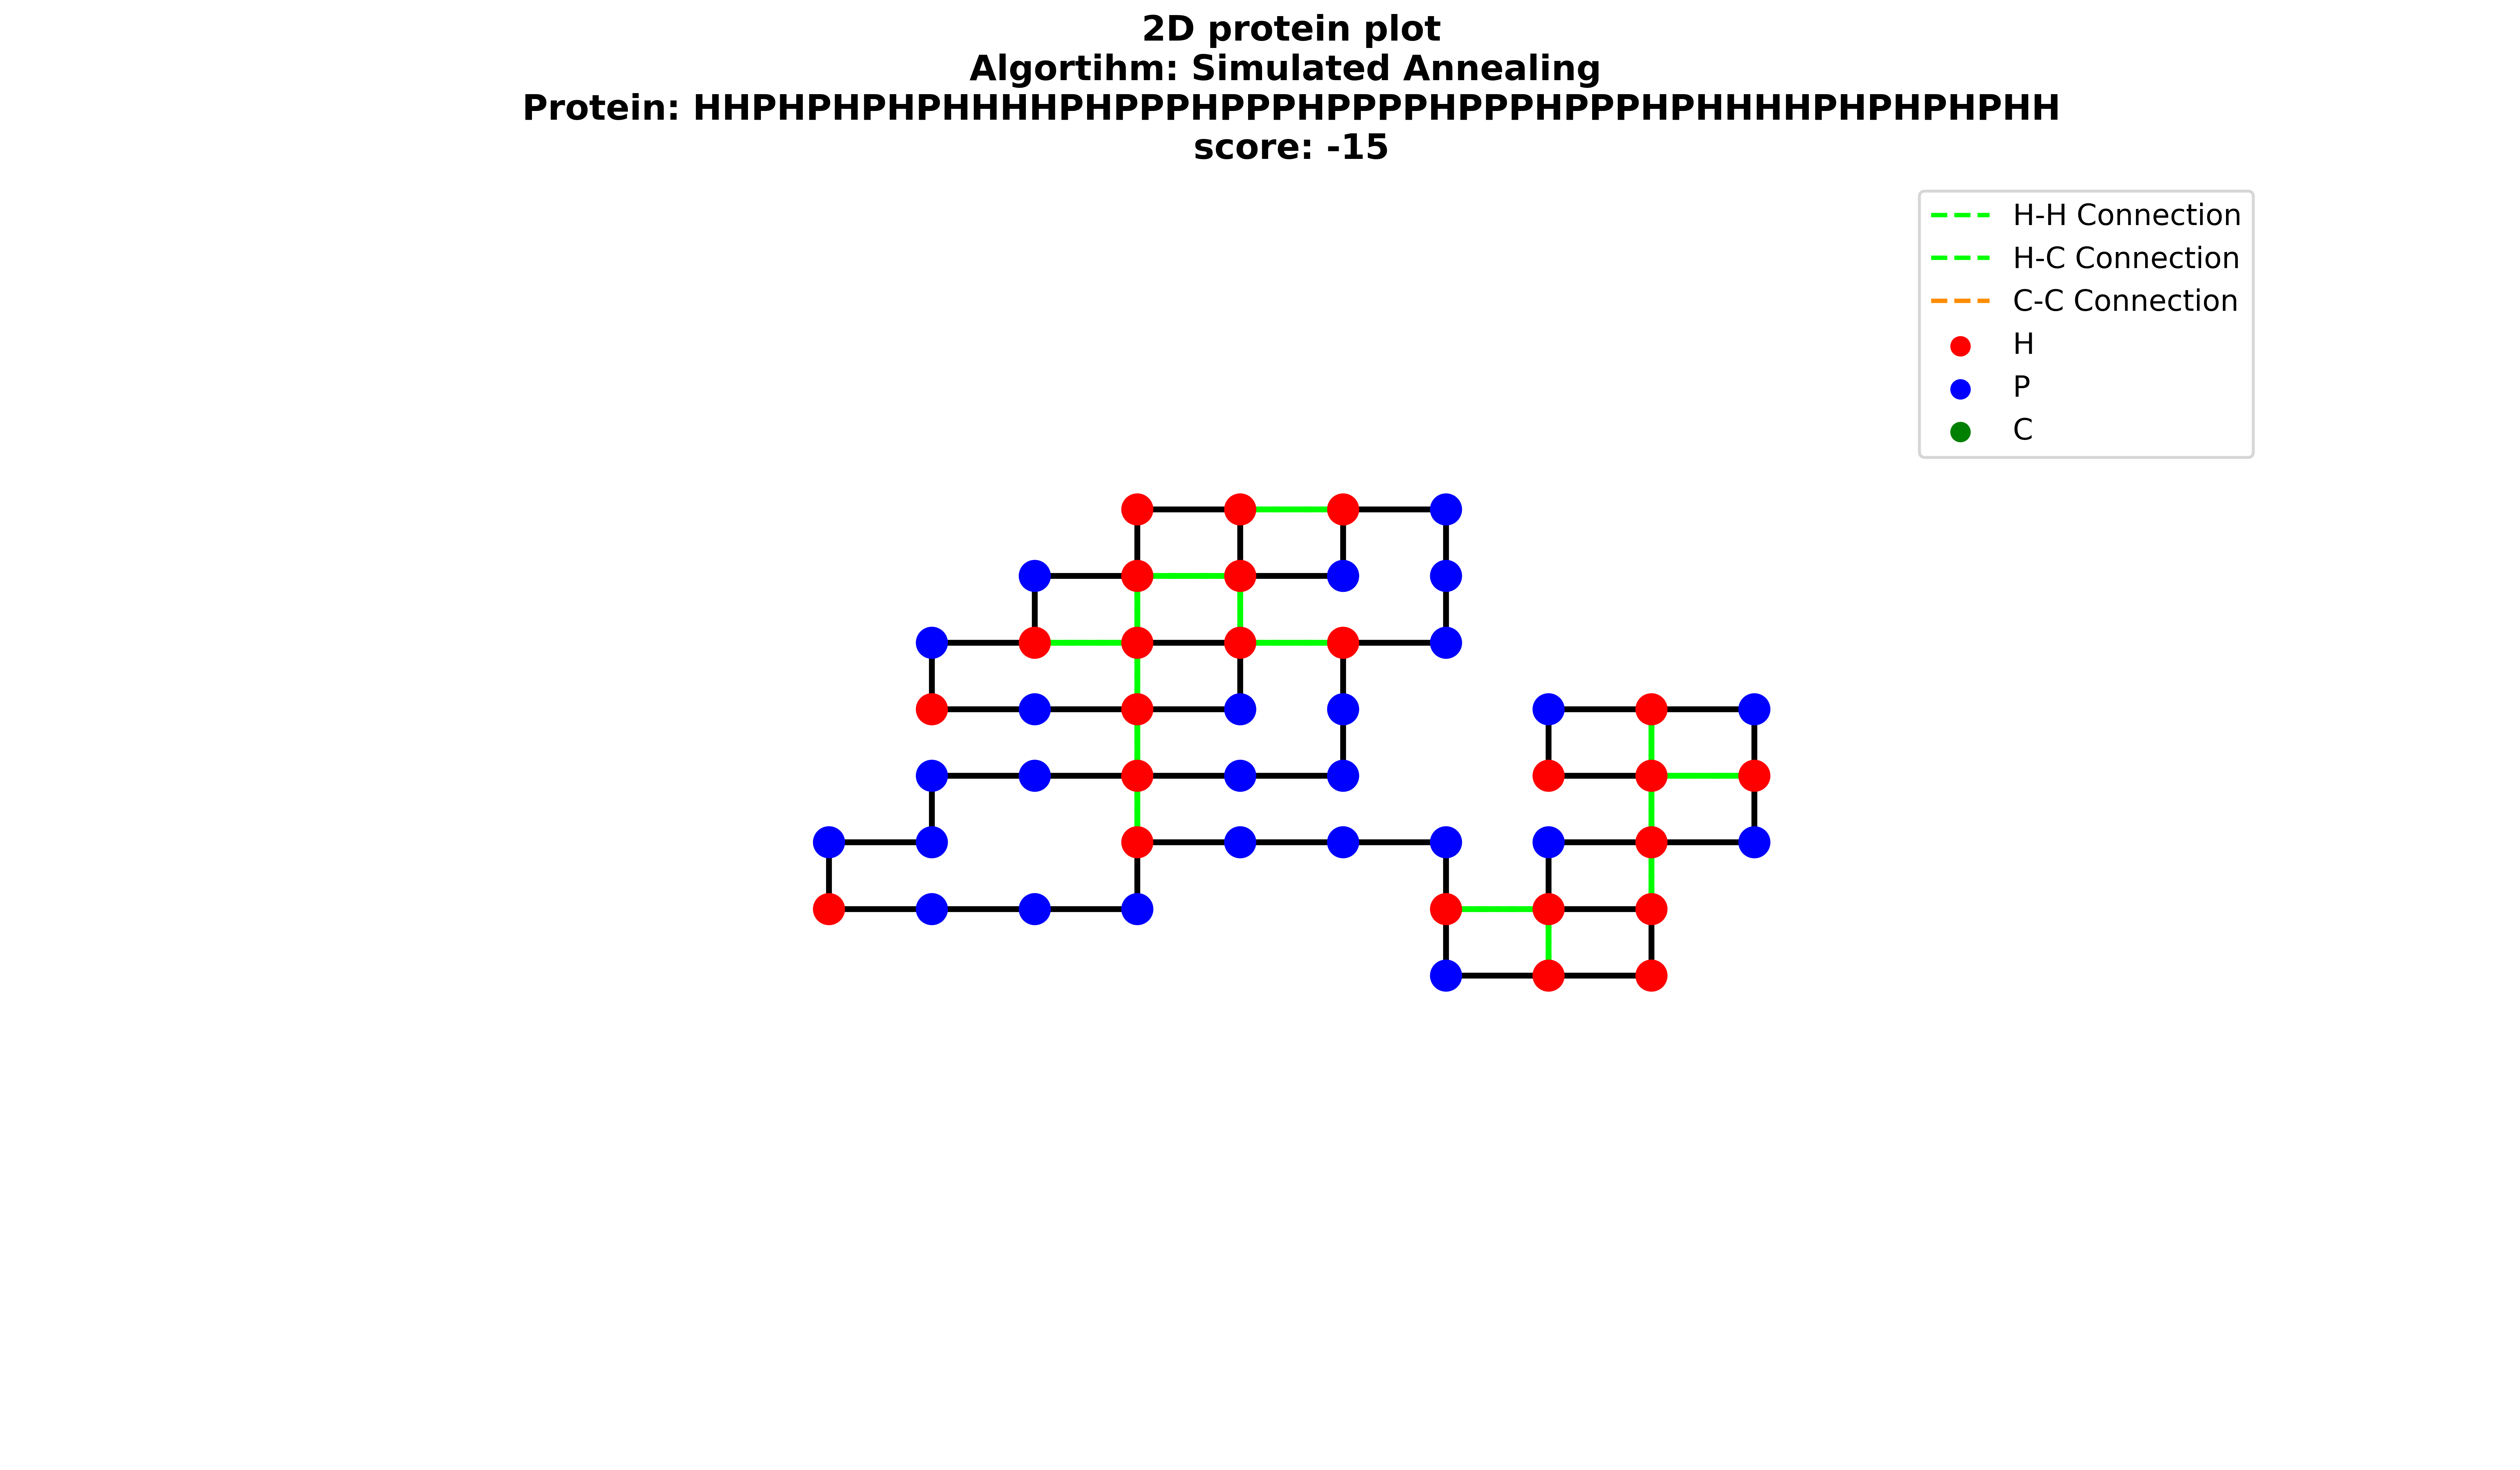 2D protein plot
Algortihm: Simulated Annealing
Protein: HHPHPHPHPHHHHPHPPPHPPPHPPPPHPPPHPPPHPHHHHPHPHPHPHH
score: -15
H-H Connection
H-C Connection
C-C Connection
H
P
C